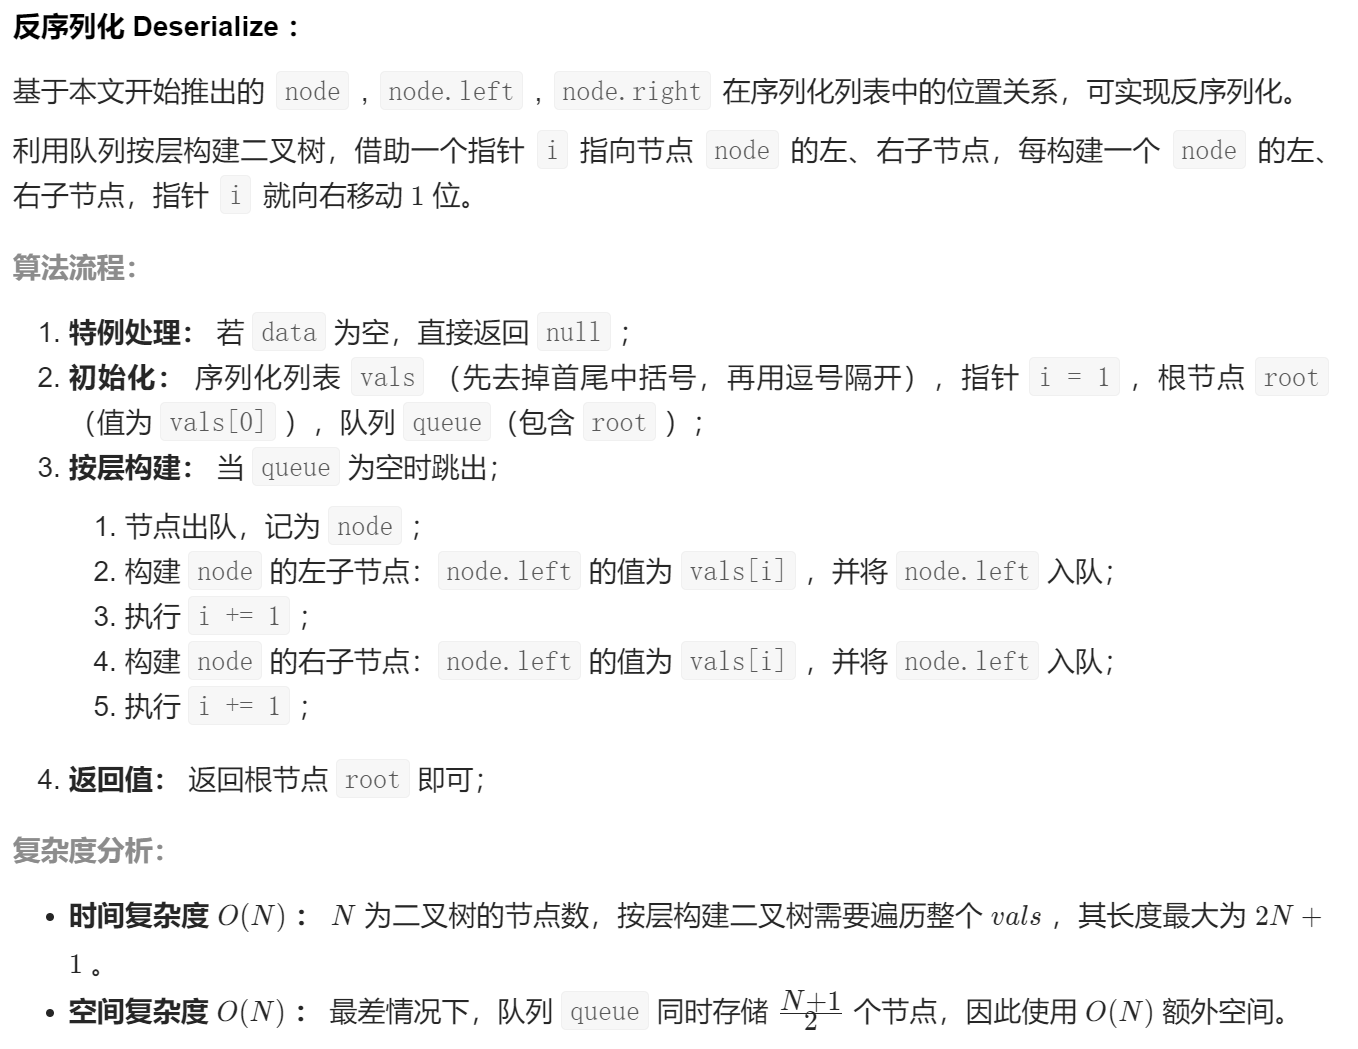 反序列化 Deserialize ：
基于本文开始推出的 node , node.left , node.right 在序列化列表中的位置关系，可实现反序列化。
利用队列按层构建二叉树，借助一个指针 i 指向节点 node 的左、右子节点，每构建一个 node 的左、
右子节点，指针 i 就向右移动 1 位。
算法流程：
1. 特例处理： 若 data 为空，直接返回 null ；
2. 初始化： 序列化列表 vals （先去掉首尾中括号，再用逗号隔开），指针 i = 1 ，根节点 root
（值为 vals[0] ），队列 queue（包含 root ）；
3. 按层构建： 当 queue 为空时跳出；
1. 节点出队，记为 node ；
2. 构建 node 的左子节点：node.left 的值为 vals[i] ，并将 node.left 入队；
3. 执行 i += 1 ；
4. 构建 node 的右子节点：node.left 的值为 vals[i] ，并将 node.left 入队；
5. 执行 i += 1 ；
4. 返回值： 返回根节点 root 即可；
复杂度分析：
• 时间复杂度 O(N) ： N 为二叉树的节点数，按层构建二叉树需要遍历整个 vals ，其长度最大为 2N +
1 。
• 空间复杂度 O(N) ： 最差情况下，队列 queue 同时存储 \frac{N+1}{2} 个节点，因此使用 O(N) 额外空间。